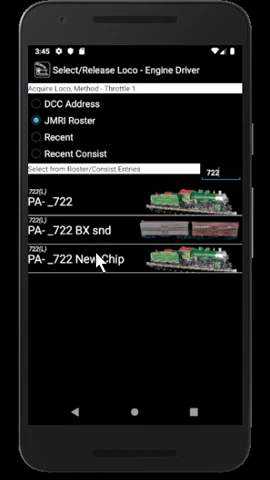 3:45
Select/Release Loco - Engine Driver
Acquire Loco, Method - Throttle 1
DCC Address
JMRI Roster
Recent
Recent Consist
Select from Roster/Consist Entries
722
722(L)
PA- _722
722(L)
PA- _722 BX snd
722(L)
PA- _722 New Chip